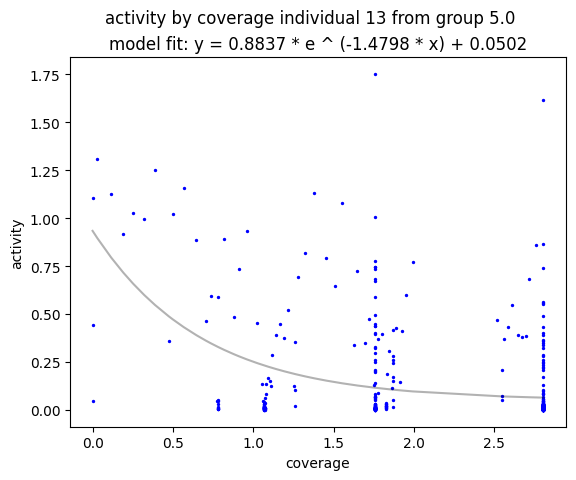 activity by coverage individual 13 from group 5.0
model fit: y = 0.8837 * e ^ (-1.4798 * x) + 0.0502
1.75
1.50
1.25
1.00
0.75
0.50
0.25
0.00
activity
0.0 0.5 1.0 1.5 2.0 2.5
coverage